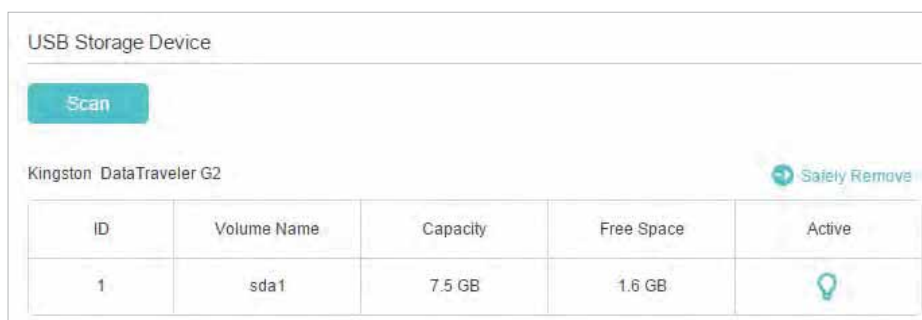 USB Storage Device
Scan
Kingston DataTraveler G2
Safely Remove
ID Volume Name Capacity Free Space Active
1 sda1 7.5 GB 1.6 GB